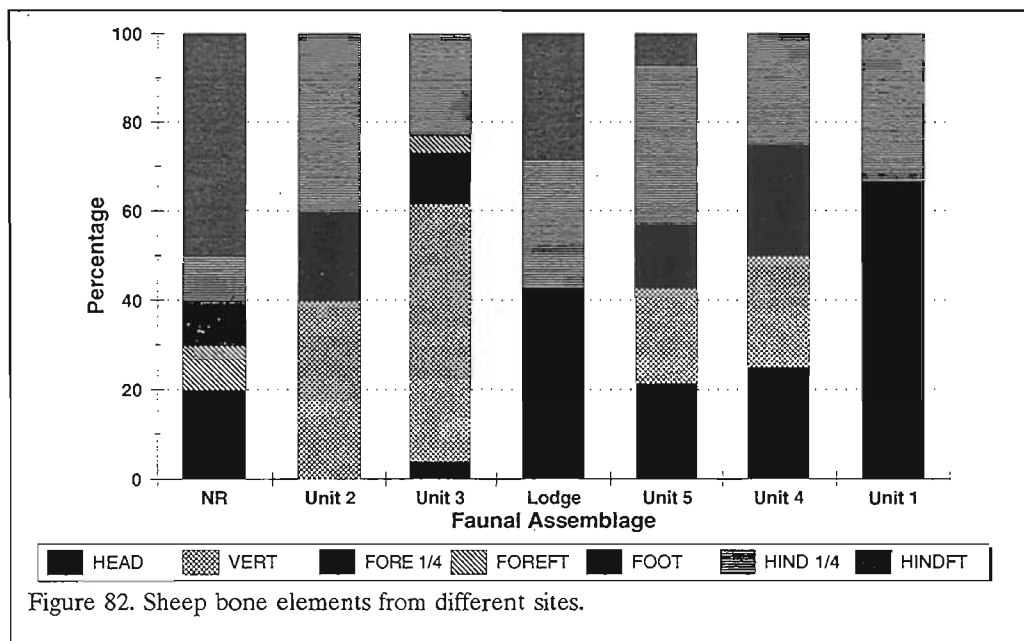 100
80
60
40
20
0
Percentage
NR Unit 2 Unit 3 Lodge Unit 5 Unit 4 Unit 1
Faunal Assemblage
HEAD VERT FORE 1/4 FOREFT FOOT HIND 1/4 HINDFT
Figure 82. Sheep bone elements from different sites.